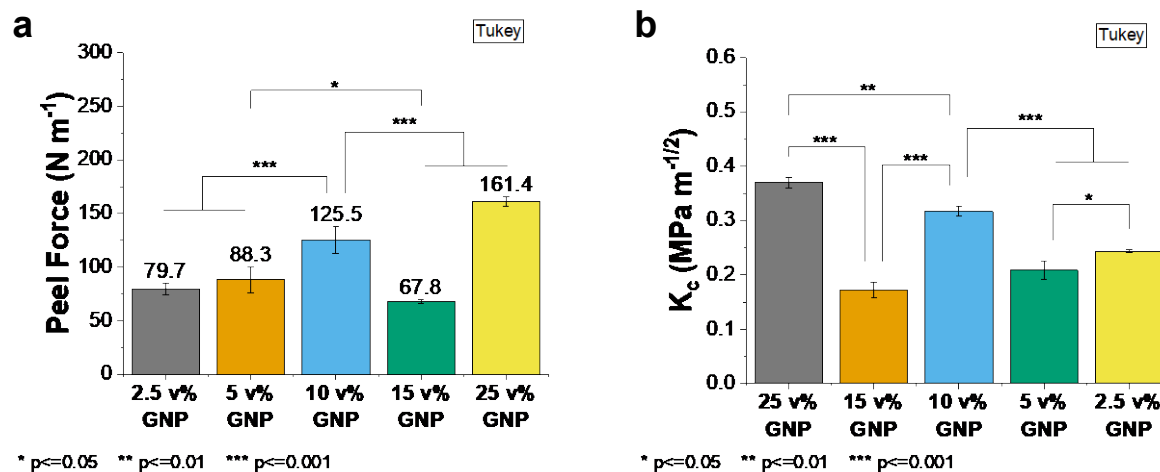 a
Tukey
Peel Force (N m⁻¹)
300
250
200
150
100
50
0
*
***
***
79.7
88.3
125.5
67.8
161.4
2.5 v% GNP
5 v% GNP
10 v% GNP
15 v% GNP
25 v% GNP
* p<=0.05 ** p<=0.01 *** p<=0.001
b
Tukey
K_c (MPa m^-1/2)
0.6
0.5
0.4
0.3
0.2
0.1
0.0
**
***
***
***
*
25 v% GNP
15 v% GNP
10 v% GNP
5 v% GNP
2.5 v% GNP
* p<=0.05 ** p<=0.01 *** p<=0.001